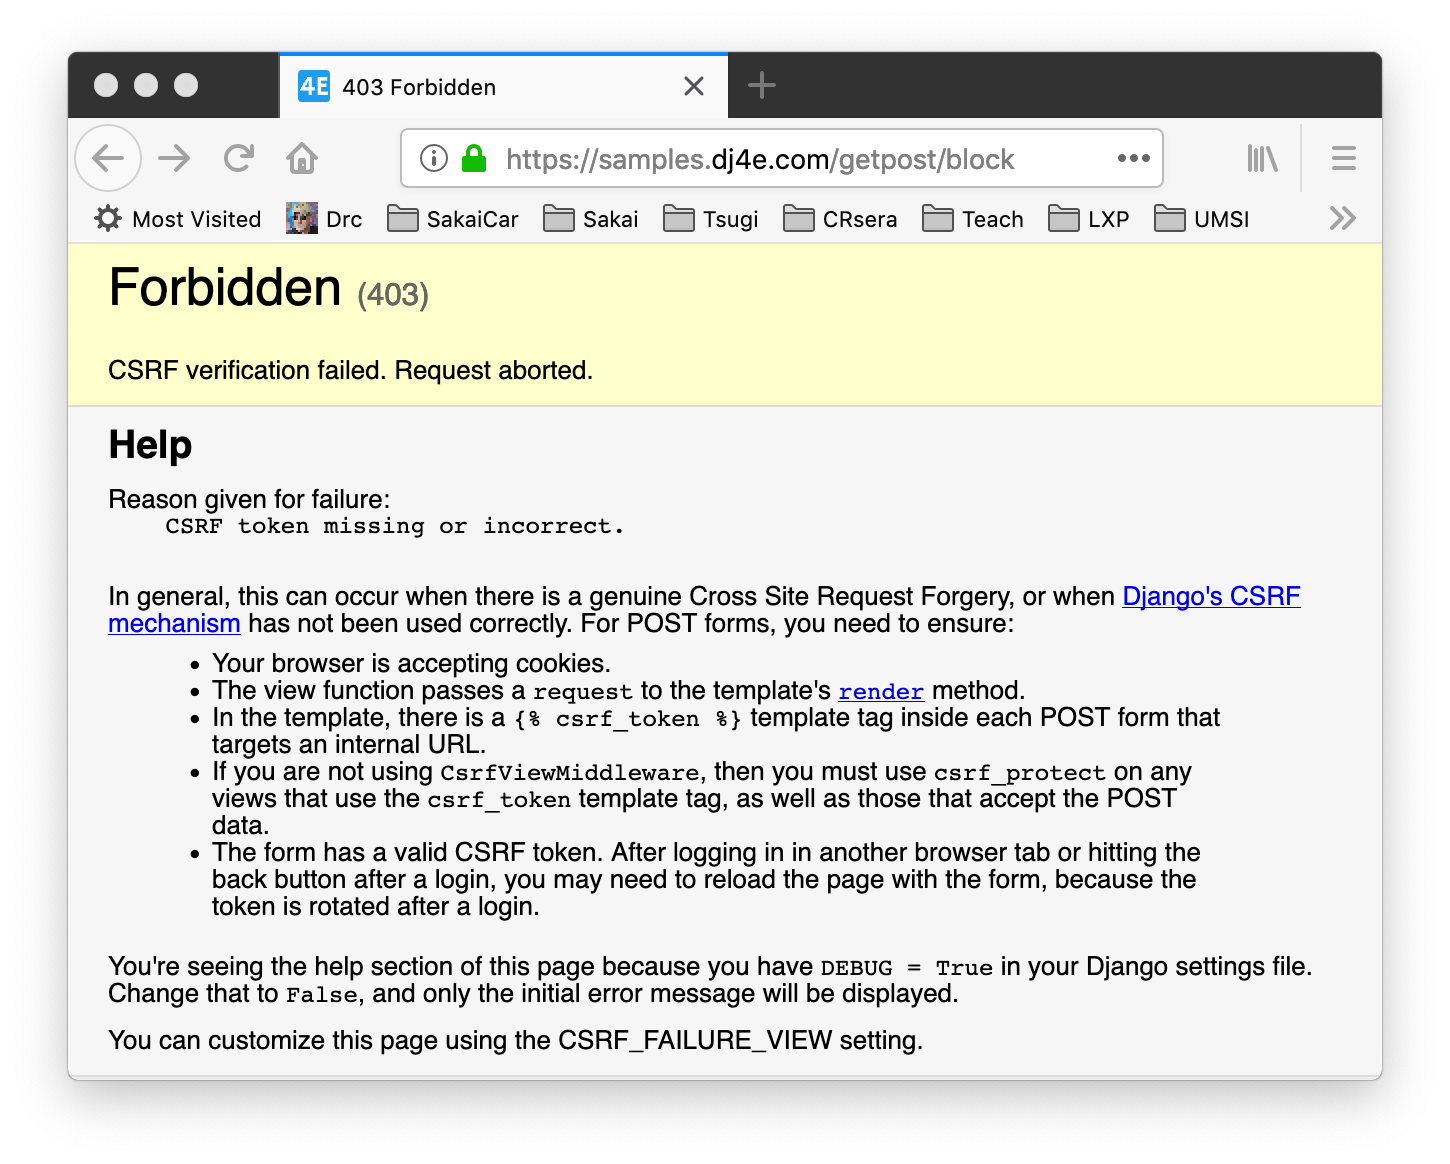 4E 403 Forbidden
https://samples.dj4e.com/getpost/block
Most Visited Drc SakaiCar Sakai Tsugi CRsera Teach LXP UMSI
Forbidden (403)
CSRF verification failed. Request aborted.
Help
Reason given for failure:
CSRF token missing or incorrect.
In general, this can occur when there is a genuine Cross Site Request Forgery, or when Django's CSRF
mechanism has not been used correctly. For POST forms, you need to ensure:
• Your browser is accepting cookies.
• The view function passes a request to the template's render method.
• In the template, there is a {% csrf_token %} template tag inside each POST form that
targets an internal URL.
• If you are not using CsrfViewMiddleware, then you must use csrf_protect on any
views that use the csrf_token template tag, as well as those that accept the POST
data.
• The form has a valid CSRF token. After logging in in another browser tab or hitting the
back button after a login, you may need to reload the page with the form, because the
token is rotated after a login.
You're seeing the help section of this page because you have DEBUG = True in your Django settings file.
Change that to False, and only the initial error message will be displayed.
You can customize this page using the CSRF_FAILURE_VIEW setting.